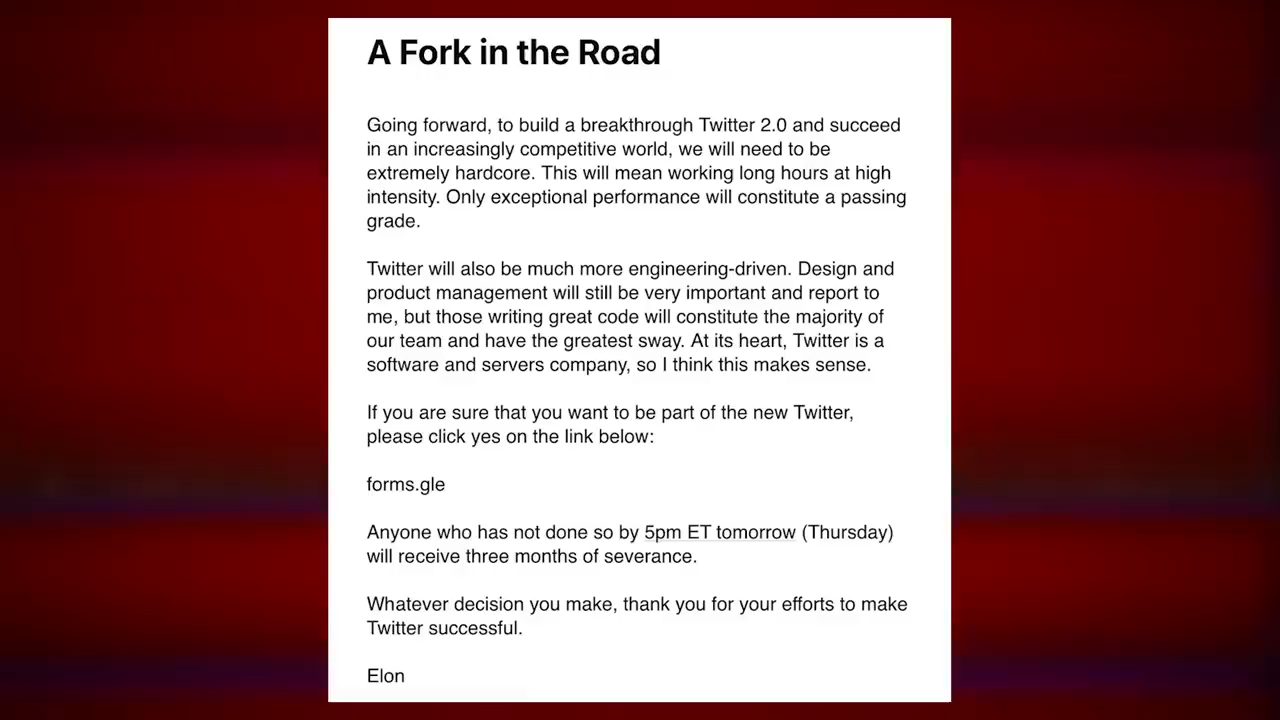 A Fork in the Road
Going forward, to build a breakthrough Twitter 2.0 and succeed
in an increasingly competitive world, we will need to be
extremely hardcore. This will mean working long hours at high
intensity. Only exceptional performance will constitute a passing
grade.
Twitter will also be much more engineering-driven. Design and
product management will still be very important and report to
me, but those writing great code will constitute the majority of
our team and have the greatest sway. At its heart, Twitter is a
software and servers company, so I think this makes sense.
If you are sure that you want to be part of the new Twitter,
please click yes on the link below:
forms.gle
Anyone who has not done so by 5pm ET tomorrow (Thursday)
will receive three months of severance.
Whatever decision you make, thank you for your efforts to make
Twitter successful.
Elon